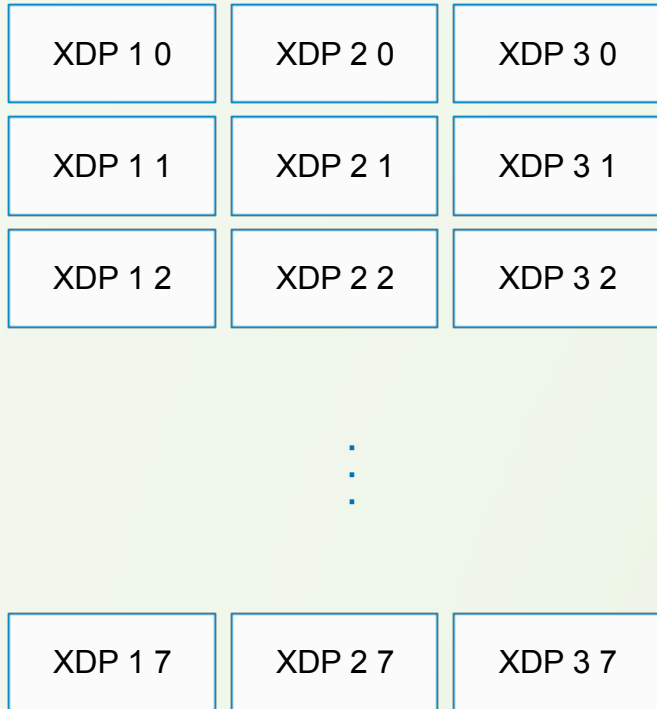 XDP 1 0 XDP 2 0 XDP 3 0
XDP 1 1 XDP 2 1 XDP 3 1
XDP 1 2 XDP 2 2 XDP 3 2
.
.
.
XDP 1 7 XDP 2 7 XDP 3 7